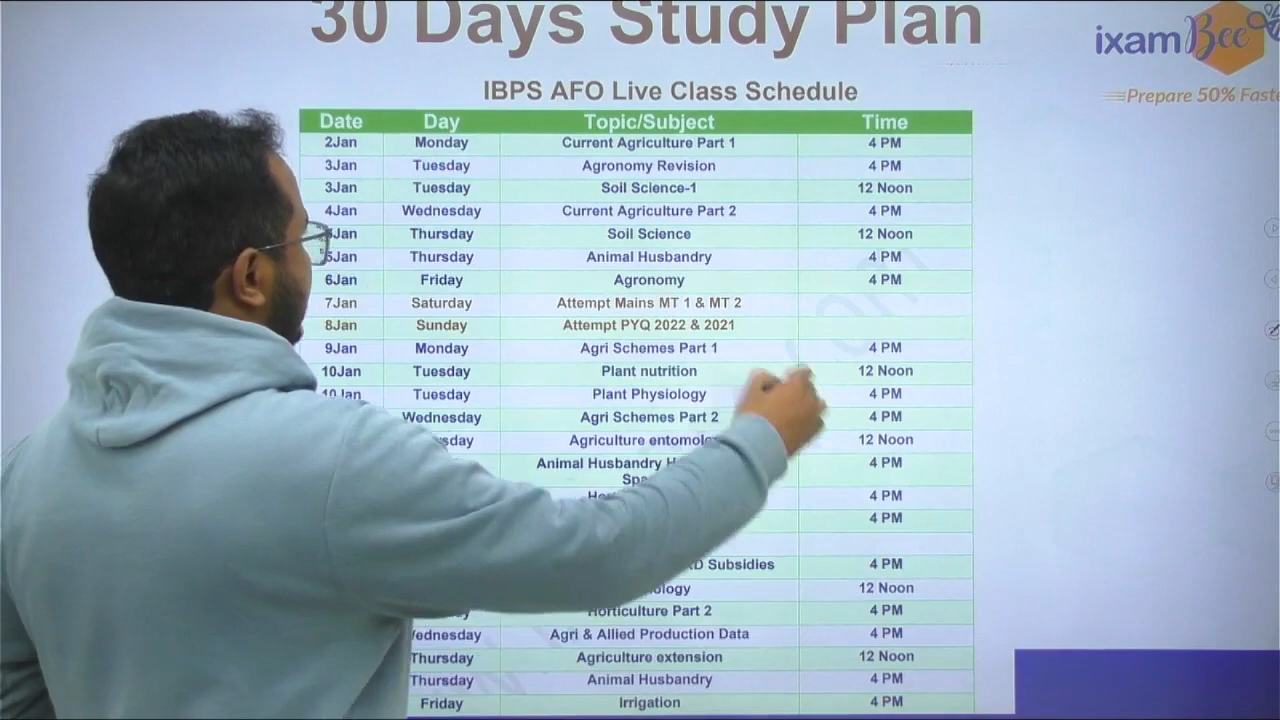 30 Days Study Plan
ixamBee
Prepare 50% Faste
IBPS AFO Live Class Schedule
Date Day Topic/Subject Time
2Jan Monday Current Agriculture Part 1 4 PM
3Jan Tuesday Agronomy Revision 4 PM
3Jan Tuesday Soil Science-1 12 Noon
4Jan Wednesday Current Agriculture Part 2 4 PM
Jan Thursday Soil Science 12 Noon
5Jan Thursday Animal Husbandry 4 PM
6Jan Friday Agronomy 4 PM
7Jan Saturday Attempt Mains MT 1 & MT 2
8Jan Sunday Attempt PYQ 2022 & 2021
9Jan Monday Agri Schemes Part 1 4 PM
10Jan Tuesday Plant nutrition 12 Noon
10Jan Tuesday Plant Physiology 4 PM
Wednesday Agri Schemes Part 2 4 PM
sday Agriculture entomolo 12 Noon
Animal Husbandry 4 PM
4 PM
4 PM
D Subsidies 4 PM
ology 12 Noon
Horticulture Part 2 4 PM
Wednesday Agri & Allied Production Data 4 PM
Thursday Agriculture extension 12 Noon
Thursday Animal Husbandry 4 PM
Friday Irrigation 4 PM